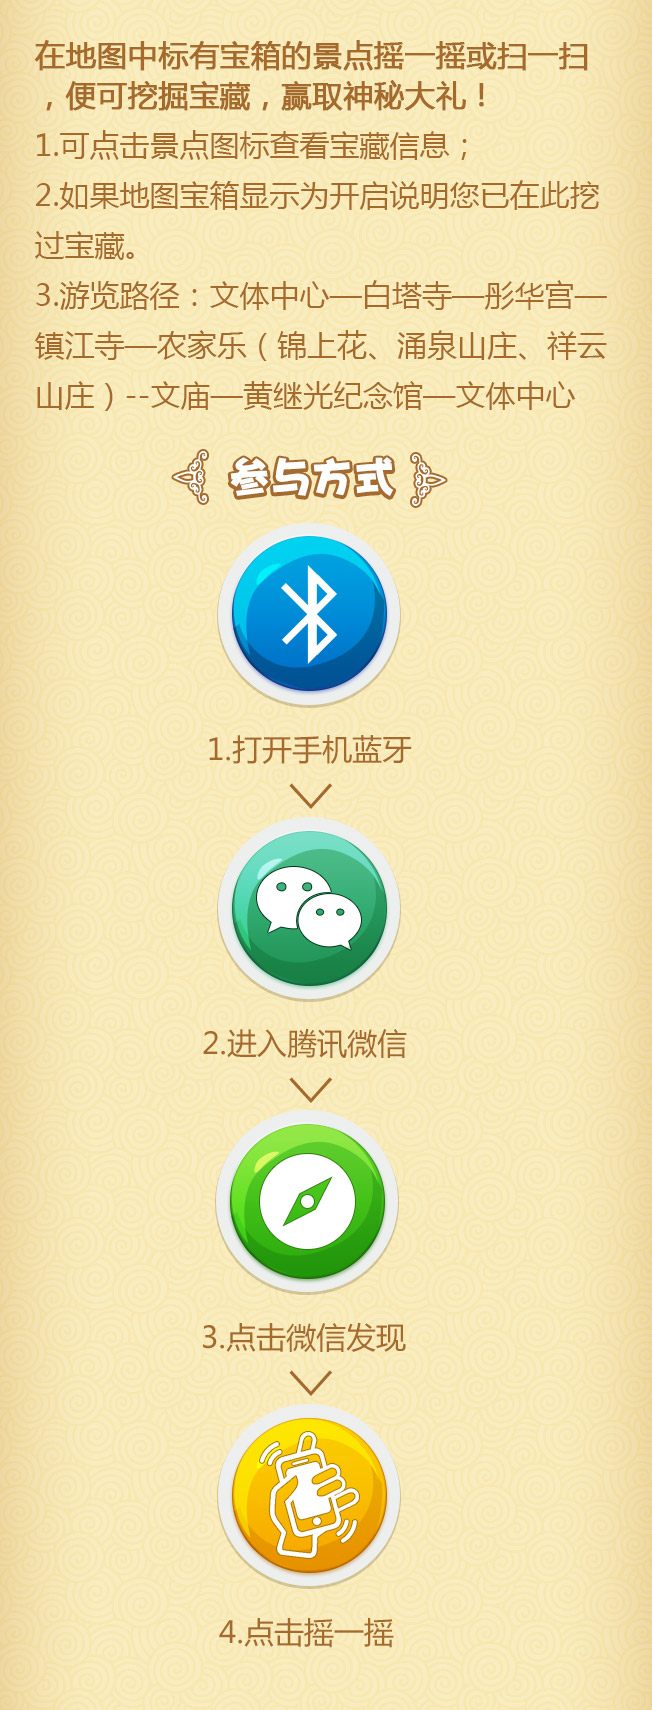 在地图中标有宝箱的景点摇一摇或扫一扫
，便可挖掘宝藏，赢取神秘大礼！
1.可点击景点图标查看宝藏信息；
2.如果地图宝箱显示为开启说明您已在此挖
过宝藏。
3.游览路径：文体中心—白塔寺—彤华宫—
镇江寺—农家乐（锦上花、涌泉山庄、祥云
山庄）--文庙—黄继光纪念馆—文体中心
参与方式
1.打开手机蓝牙
2.进入腾讯微信
3.点击微信发现
4.点击摇一摇